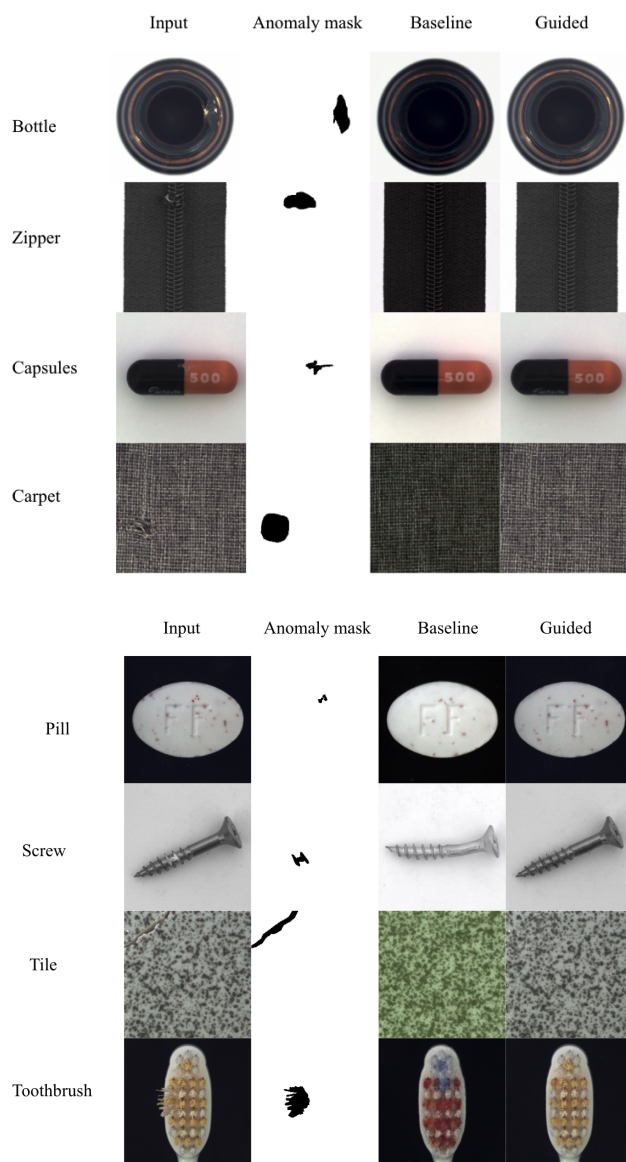 Input Anomaly mask Baseline Guided
Bottle
Zipper
Capsules
500 500 500
Carpet
Input Anomaly mask Baseline Guided
Pill
FF FF FF
Screw
Tile
Toothbrush